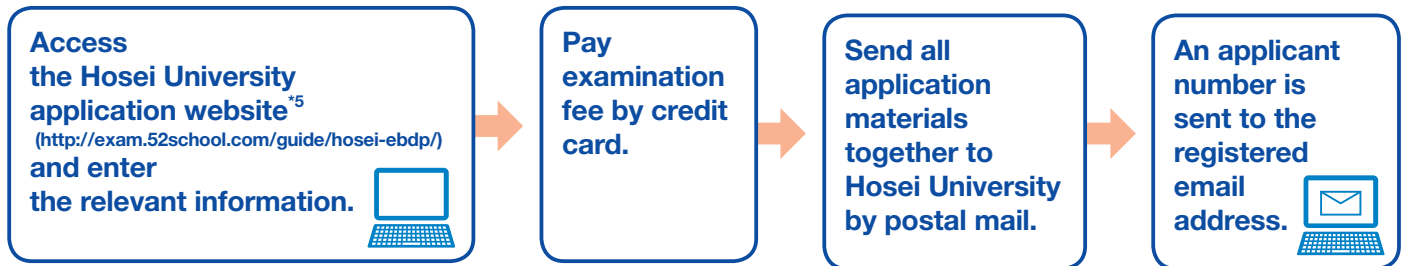 Access
the Hosei University
application website*5
(http://exam.52school.com/guide/hosei-ebdp/)
and enter
the relevant information.
Pay
examination
fee by credit
card.
Send all
application
materials
together to
Hosei University
by postal mail.
An applicant
number is
sent to the
registered
email
address.